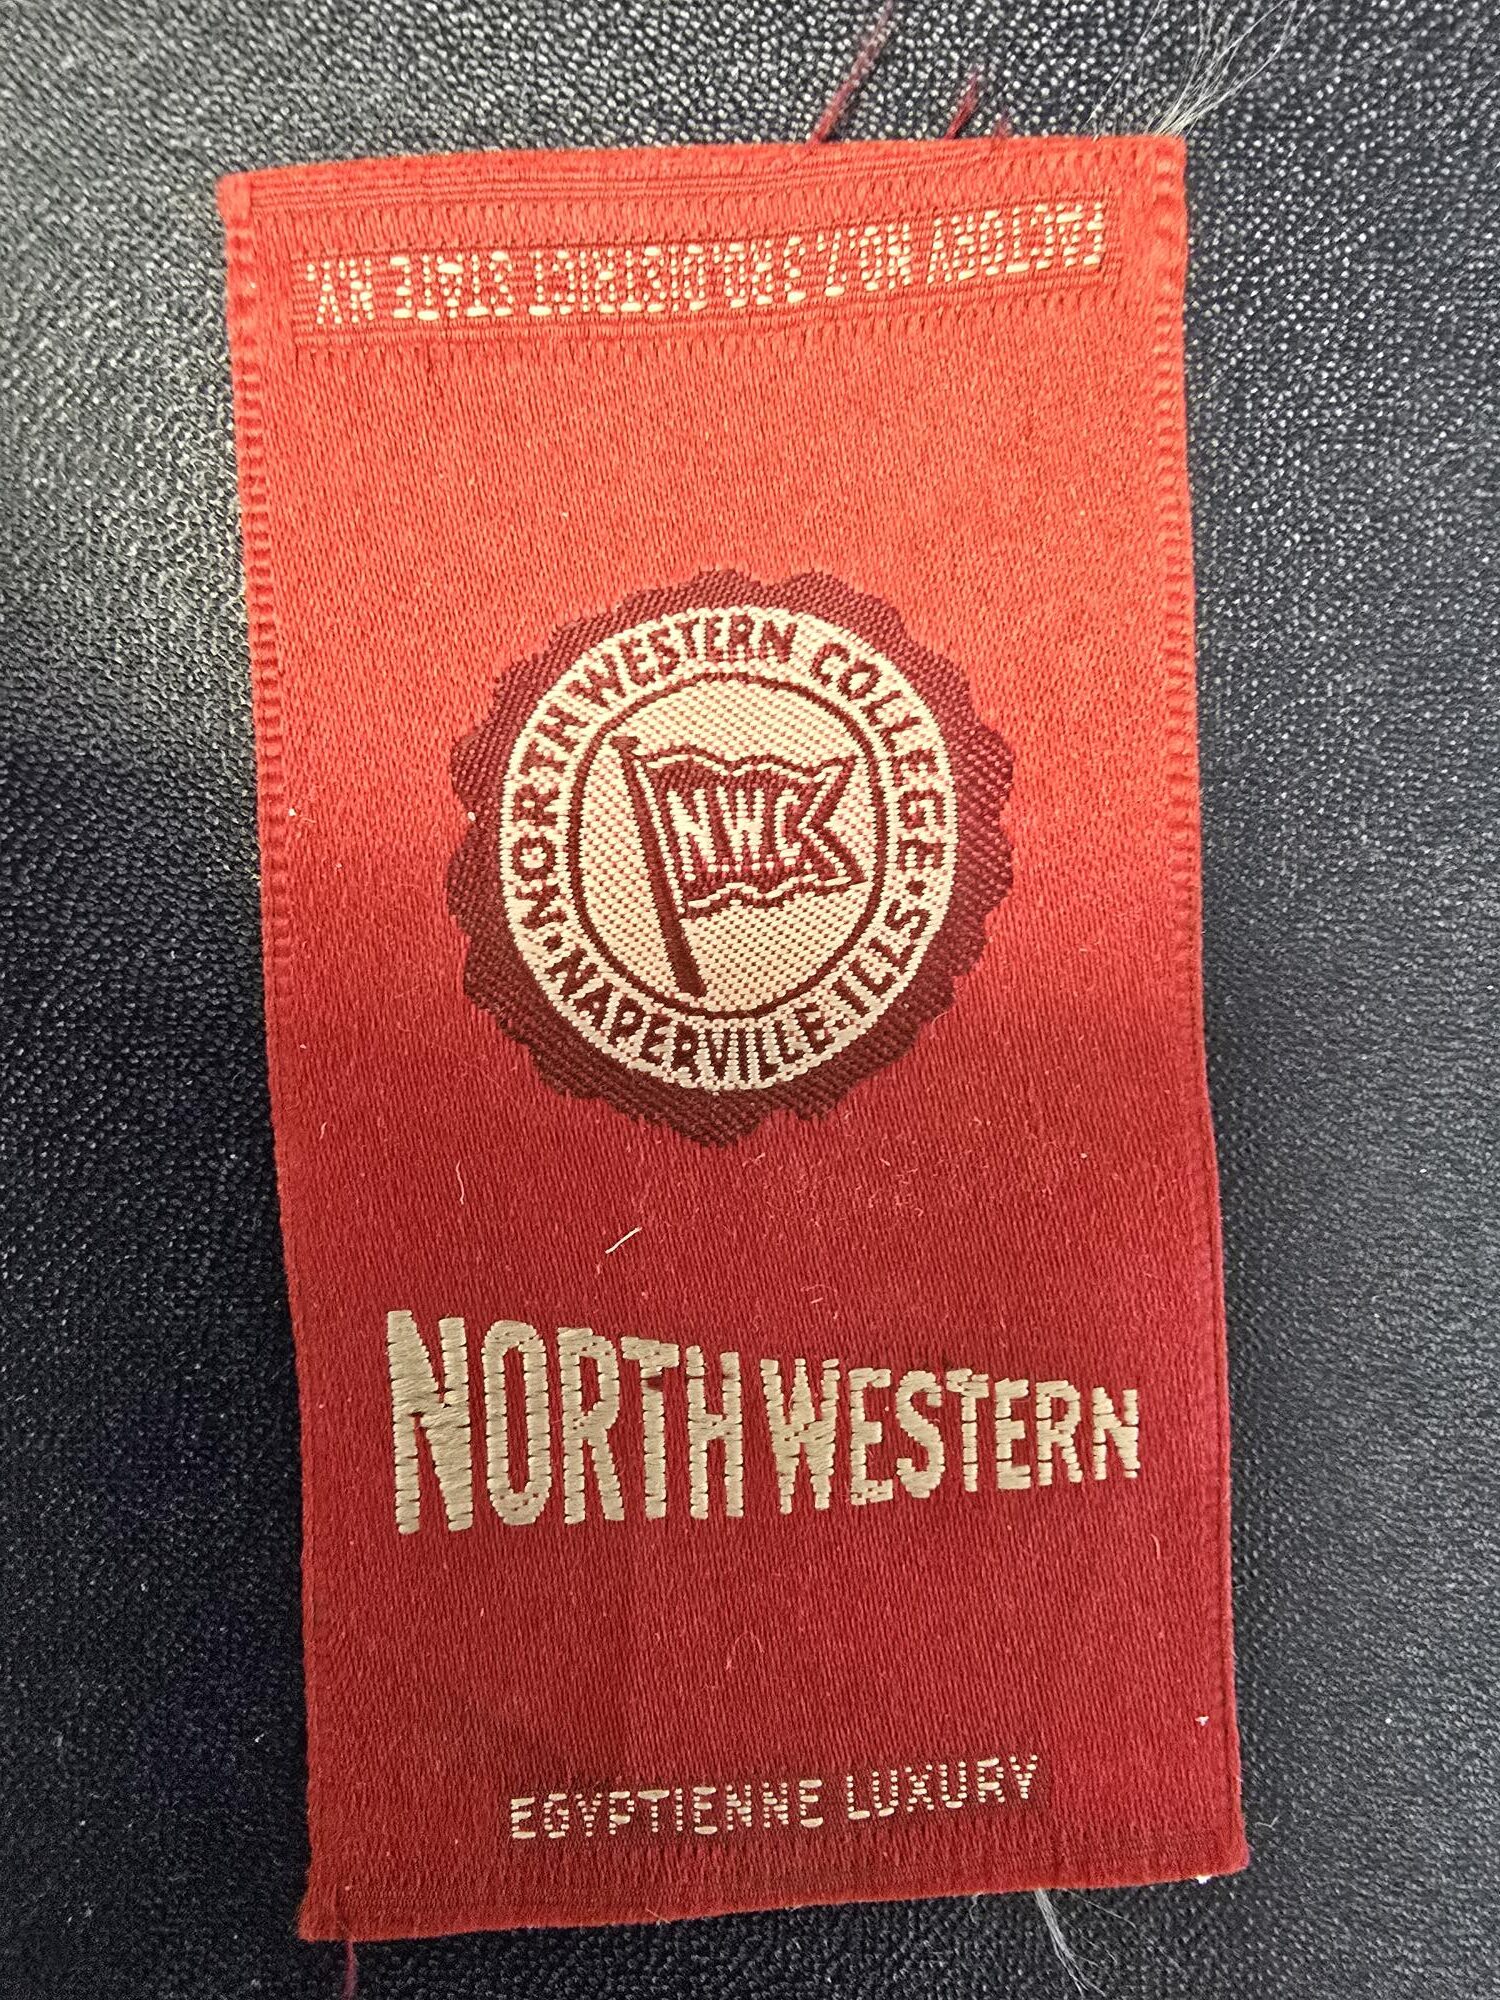 FACTORY NO.7, 3RD. DISTRICT STATE N.Y.
NORTH WESTERN COLLEGE • NAPERVILLE ILLS •
N.W.C.
NORTH WESTERN
EGYPTIENNE LUXURY